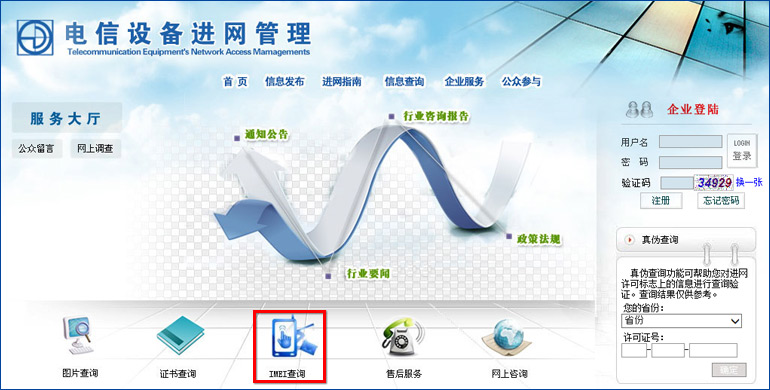 电信设备进网管理
Telecommunication Equipment's Network Access Managements
首 页 信息发布 进网指南 信息查询 企业服务 公众参与
服务大厅
公众留言 网上调查
通知公告
行业咨询报告
政策法规
行业要闻
企业登陆
用户名
密 码
LOGIN
登录
验证码 34929 换一张
注册 忘记密码
真伪查询
真伪查询功能可帮助您对进网
许可标志上的信息进行查询验
证。查询结果仅供参考。
您的省份：
省份
许可证号：
- -
确定
图片查询 证书查询 IMEI查询 售后服务 网上咨询